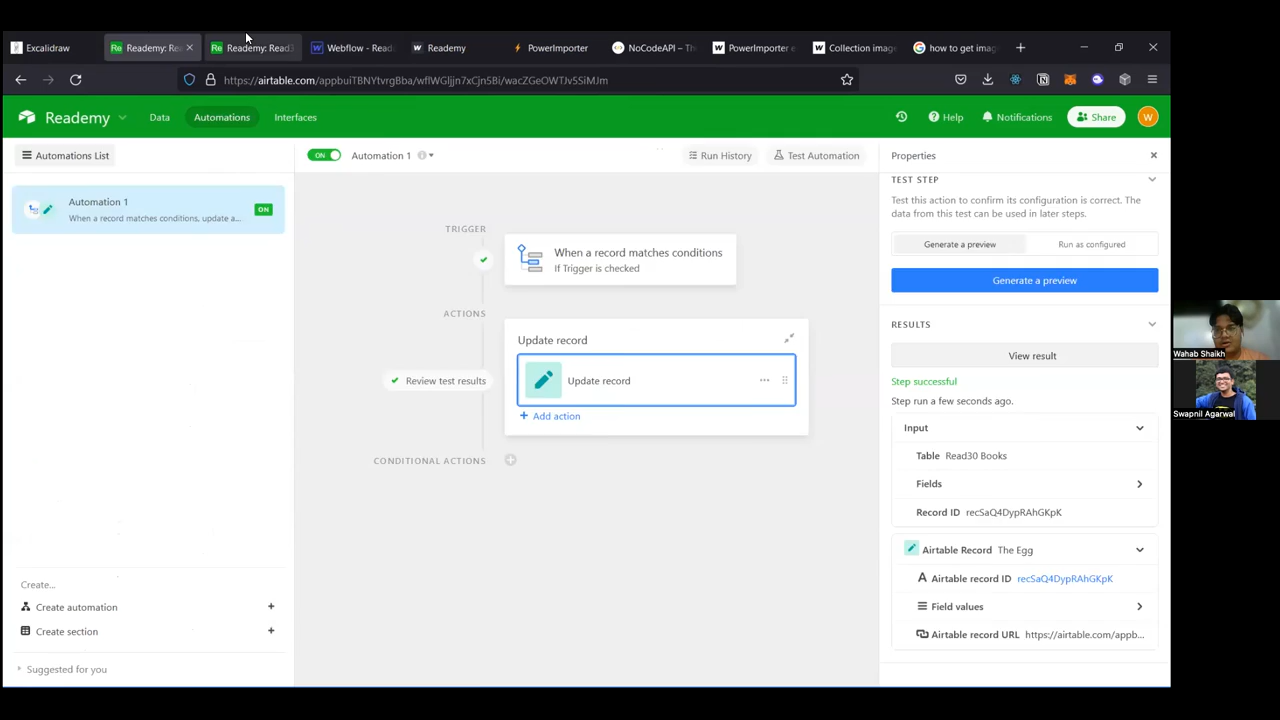 Excalidraw
Re Reademy: Re
Re Reademy: Read3
Webflow - Read
Reademy
PowerImporter
NoCodeAPI – Th
PowerImporter e
Collection imag
how to get imag
https://airtable.com/appbuiTBNYtvrgBba/wflWGljjn7xCjn5Bi/wacZGeOWTJv5SiMJm
Reademy
Data
Automations
Interfaces
Help
Notifications
Share
W
Automations List
ON
Automation 1
Run History
Test Automation
Properties
Automation 1
When a record matches conditions, update a...
ON
TRIGGER
When a record matches conditions
If Trigger is checked
ACTIONS
Update record
Review test results
Update record
+ Add action
CONDITIONAL ACTIONS
TEST STEP
Test this action to confirm its configuration is correct. The
data from this test can be used in later steps.
Generate a preview
Run as configured
Generate a preview
RESULTS
View result
Step successful
Step run a few seconds ago.
Input
Table Read30 Books
Fields
Record ID recSaQ4DypRAhGKpK
Airtable Record The Egg
Airtable record ID recSaQ4DypRAhGKpK
Field values
Airtable record URL https://airtable.com/appb...
Create...
Create automation
Create section
Suggested for you
Wahab Shaikh
Swapnil Agarwal